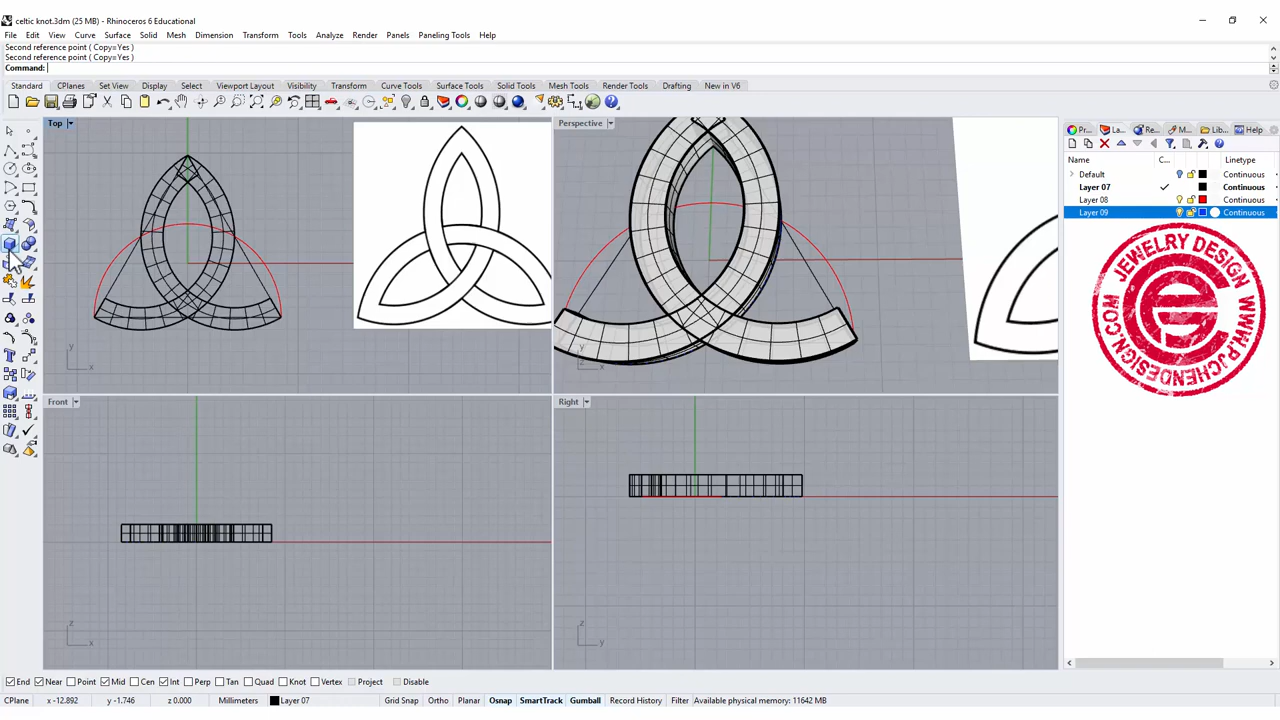 celtic knot.3dm (25 MB) - Rhinoceros 6 Educational
File Edit View Curve Surface Solid Mesh Dimension Transform Tools Analyze Render Panels Paneling Tools Help
Second reference point ( Copy=Yes )
Second reference point ( Copy=Yes )
Command:
Standard CPlanes Set View Display Select Viewport Layout Visibility Transform Curve Tools Surface Tools Solid Tools Mesh Tools Render Tools Drafting New in V6
Top
Perspective
Pr... La... Re... M... Lib... Help
Name C... Linetype
Default Continuous
Layer 07 Continuous
Layer 08 Continuous
Layer 09 Continuous
JEWELRY DESIGN
WWW.PJCHENDESIGN.COM
y
x
z
y
x
Front
Right
z
x
z
y
End Near Point Mid Cen Int Perp Tan Quad Knot Vertex Project Disable
CPlane x -12.892 y -1.746 z 0.000 Millimeters Layer 07 Grid Snap Ortho Planar Osnap SmartTrack Gumball Record History Filter Available physical memory: 11642 MB